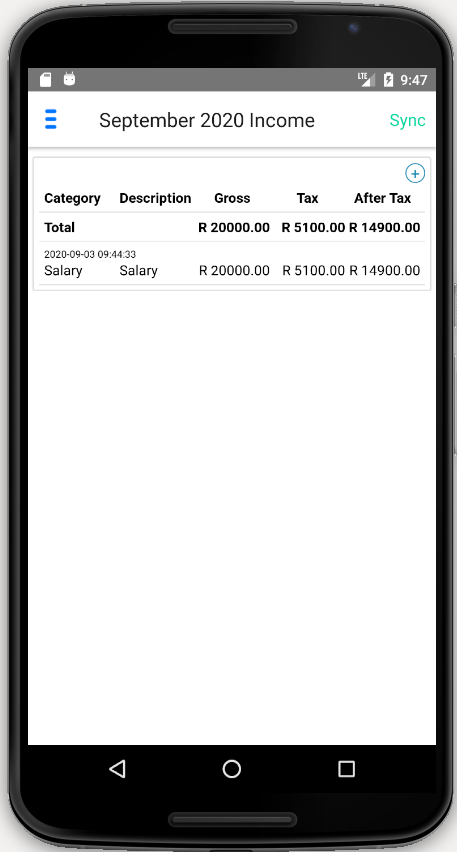 LTE 9:47
September 2020 Income Sync
Category Description Gross Tax After Tax
Total R 20000.00 R 5100.00 R 14900.00
2020-09-03 09:44:33
Salary Salary R 20000.00 R 5100.00 R 14900.00